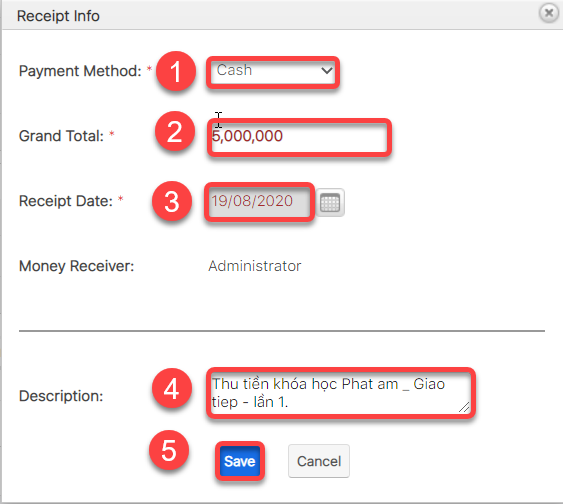 Receipt Info
Payment Method: * 1 Cash
Grand Total: * 2 5,000,000
Receipt Date: * 3 19/08/2020
Money Receiver: Administrator
Description: 4 Thu tiền khóa học Phat am _ Giao
tiep - lần 1.
5 Save Cancel